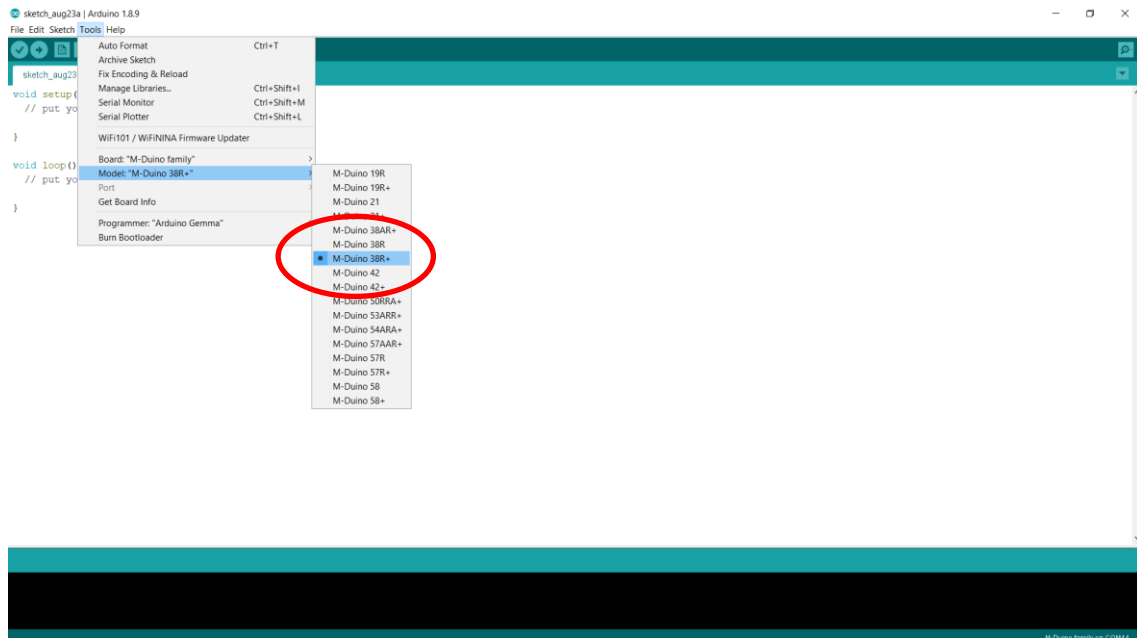 sketch_aug23a | Arduino 1.8.9
File Edit Sketch Tools Help
sketch_aug23
void setup(
// put yo
}
void loop()
// put yo
}
Auto Format Ctrl+T
Archive Sketch
Fix Encoding & Reload
Manage Libraries... Ctrl+Shift+I
Serial Monitor Ctrl+Shift+M
Serial Plotter Ctrl+Shift+L
WiFi101 / WiFiNINA Firmware Updater
Board: "M-Duino family"
Model: "M-Duino 38R+"
Port
Get Board Info
Programmer: "Arduino Gemma"
Burn Bootloader
M-Duino 19R
M-Duino 19R+
M-Duino 21
M-Duino 21+
M-Duino 38AR+
M-Duino 38R
M-Duino 38R+
M-Duino 42
M-Duino 42+
M-Duino 50RRA+
M-Duino 53ARR+
M-Duino 54ARA+
M-Duino 57AAR+
M-Duino 57R
M-Duino 57R+
M-Duino 58
M-Duino 58+
M-Duino family on